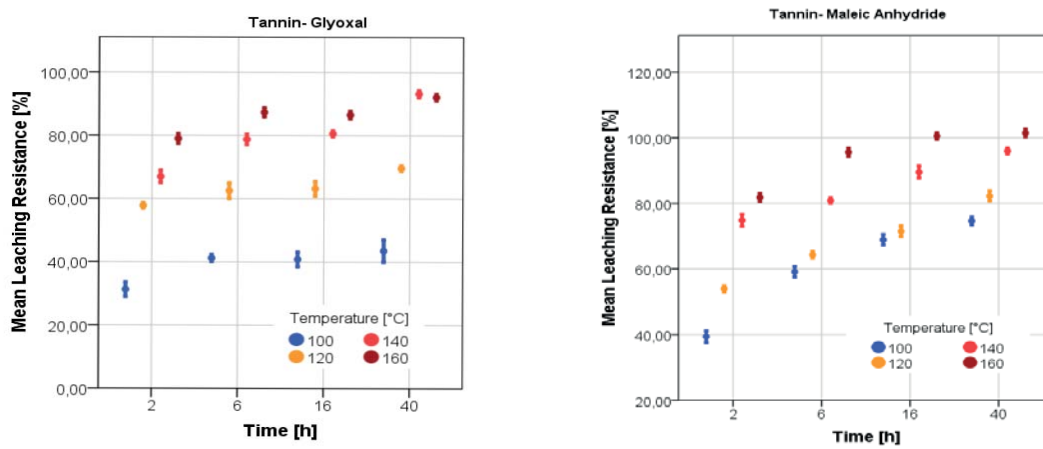 Tannin- Glyoxal
Mean Leaching Resistance [%]
100,00
80,00
60,00
40,00
20,00
0,00
Temperature [°C]
100 140
120 160
2 6 16 40
Time [h]
Tannin- Maleic Anhydride
Mean Leaching Resistance [%]
120,00
100,00
80,00
60,00
40,00
20,00
Temperature [°C]
100 140
120 160
2 6 16 40
Time [h]